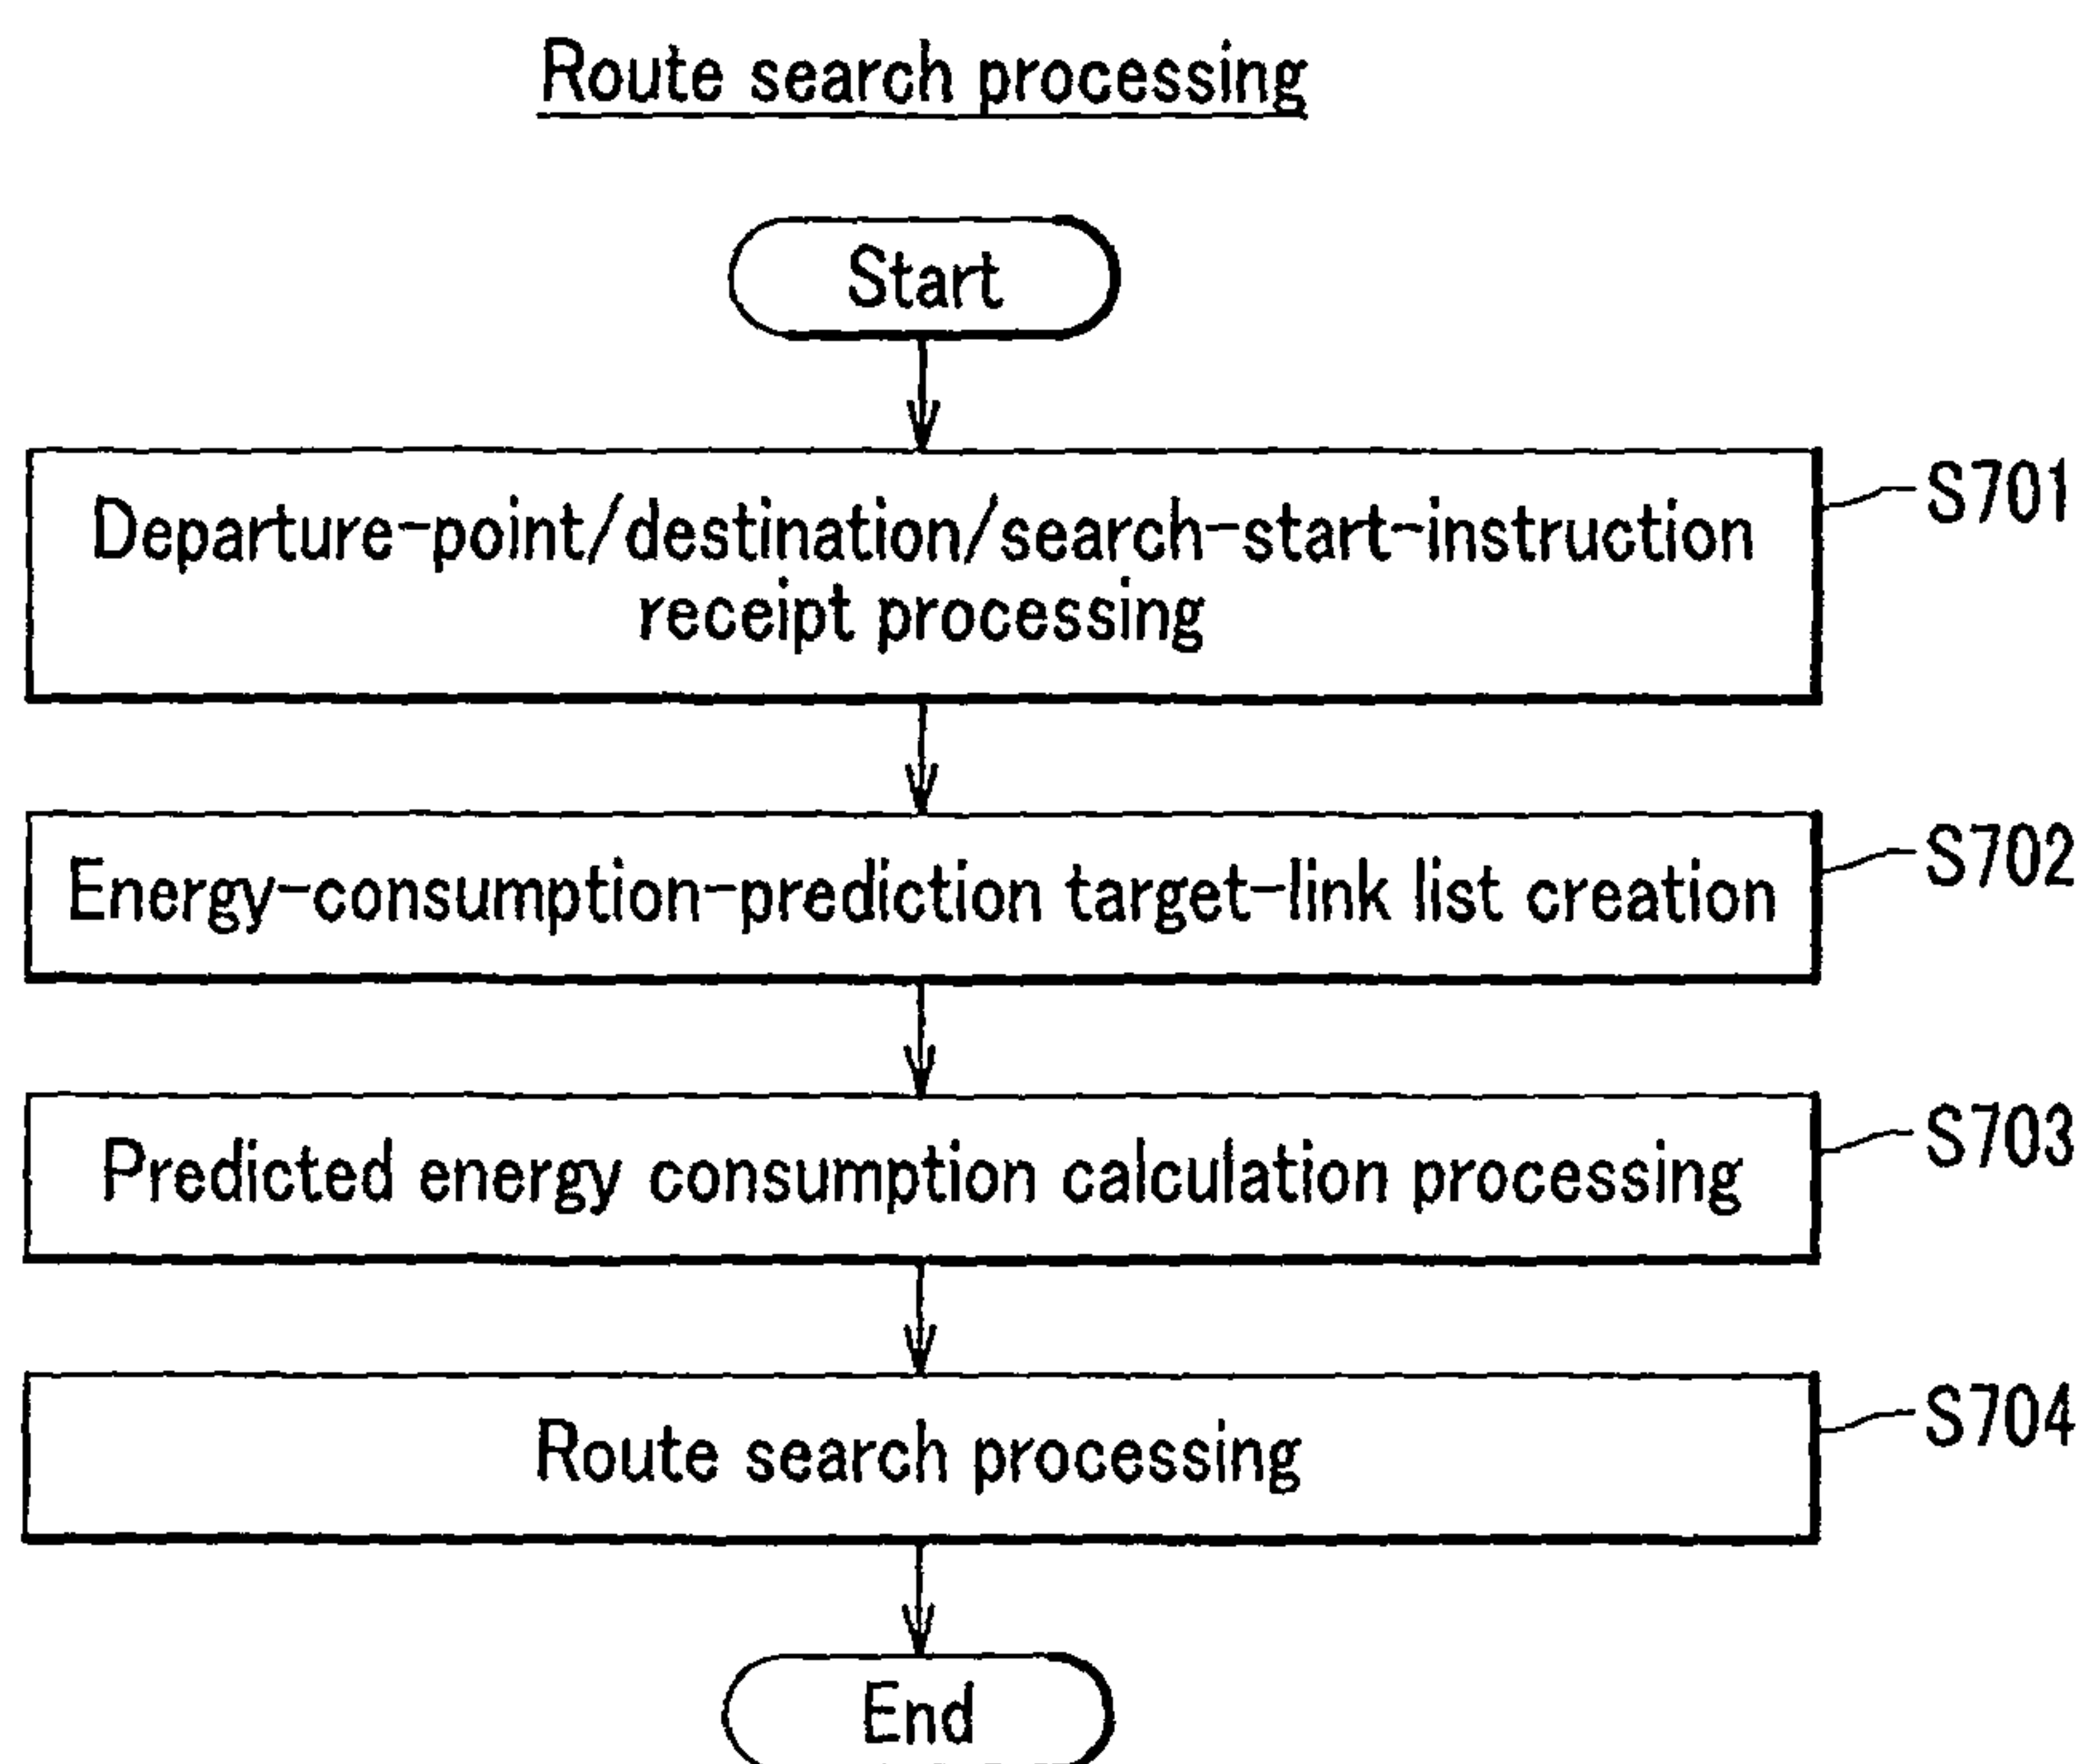 Route search processing
Start
Departure-point/destination/search-start-instruction
receipt processing
S701
Energy-consumption-prediction target-link list creation
S702
Predicted energy consumption calculation processing
S703
Route search processing
S704
End